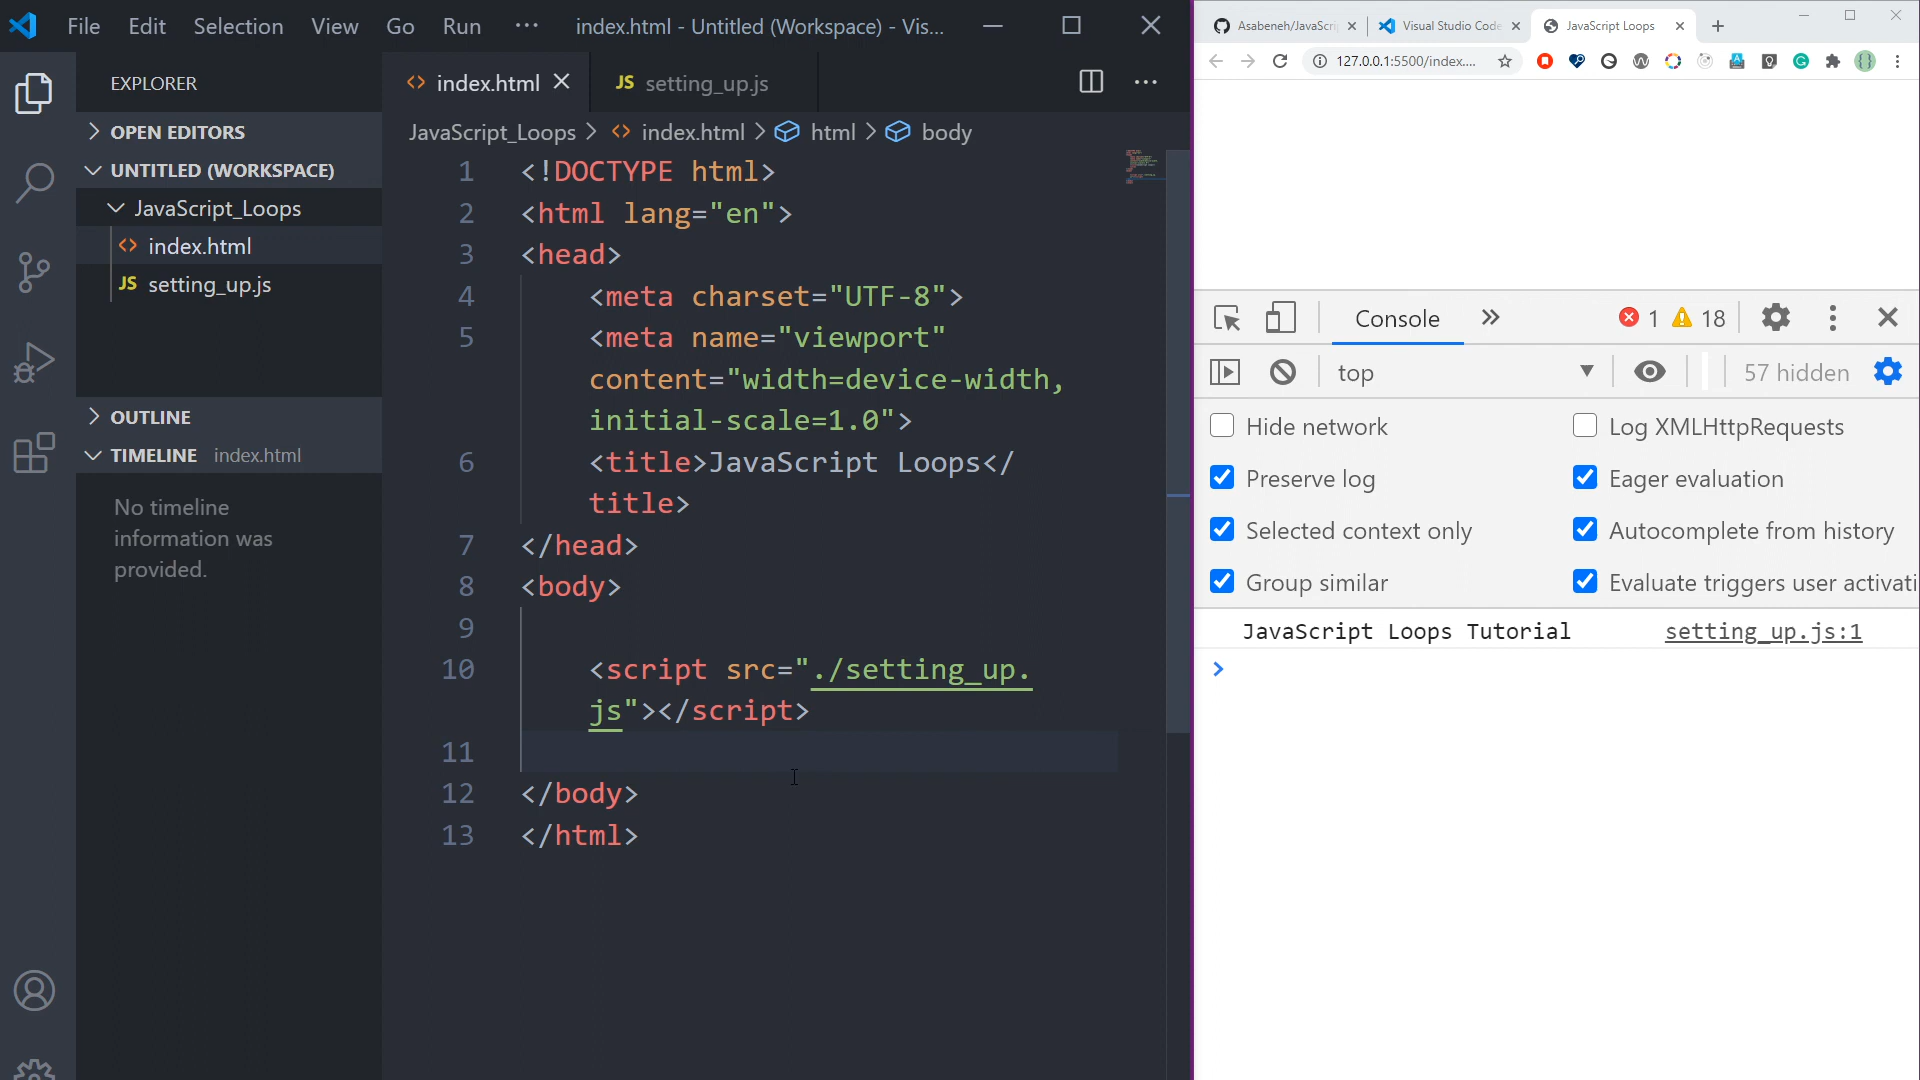 File Edit Selection View Go Run ··· index.html - Untitled (Workspace) - Vis...
EXPLORER
OPEN EDITORS
UNTITLED (WORKSPACE)
JavaScript_Loops
index.html
JS setting_up.js
OUTLINE
TIMELINE index.html
No timeline
information was
provided.
index.html
JS setting_up.js
JavaScript_Loops > index.html > html > body
1 <!DOCTYPE html>
2 <html lang="en">
3 <head>
4 <meta charset="UTF-8">
5 <meta name="viewport"
content="width=device-width,
initial-scale=1.0">
6 <title>JavaScript Loops</
title>
7 </head>
8 <body>
9
10 <script src="./setting_up.
js"></script>
11
12 </body>
13 </html>
Asabeneh/JavaScri
Visual Studio Code
JavaScript Loops
127.0.0.1:5500/index....
Console
1
18
top
57 hidden
Hide network
Log XMLHttpRequests
Preserve log
Eager evaluation
Selected context only
Autocomplete from history
Group similar
Evaluate triggers user activati
JavaScript Loops Tutorial setting_up.js:1